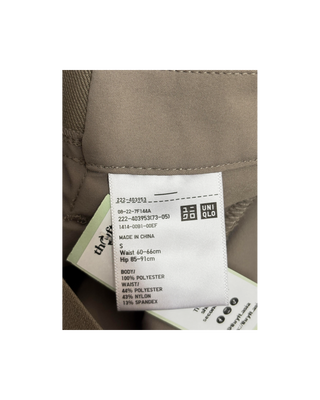 222-403953
08-22-7F1AAA
222-403953(73-05)
1414-0001-00EF
UNI
QLO
MADE IN CHINA
S
Waist 60-66cm
Hip 85-91cm
BODY/
100% POLYESTER
WAIST/
44% POLYESTER
43% NYLON
13% SPANDEX